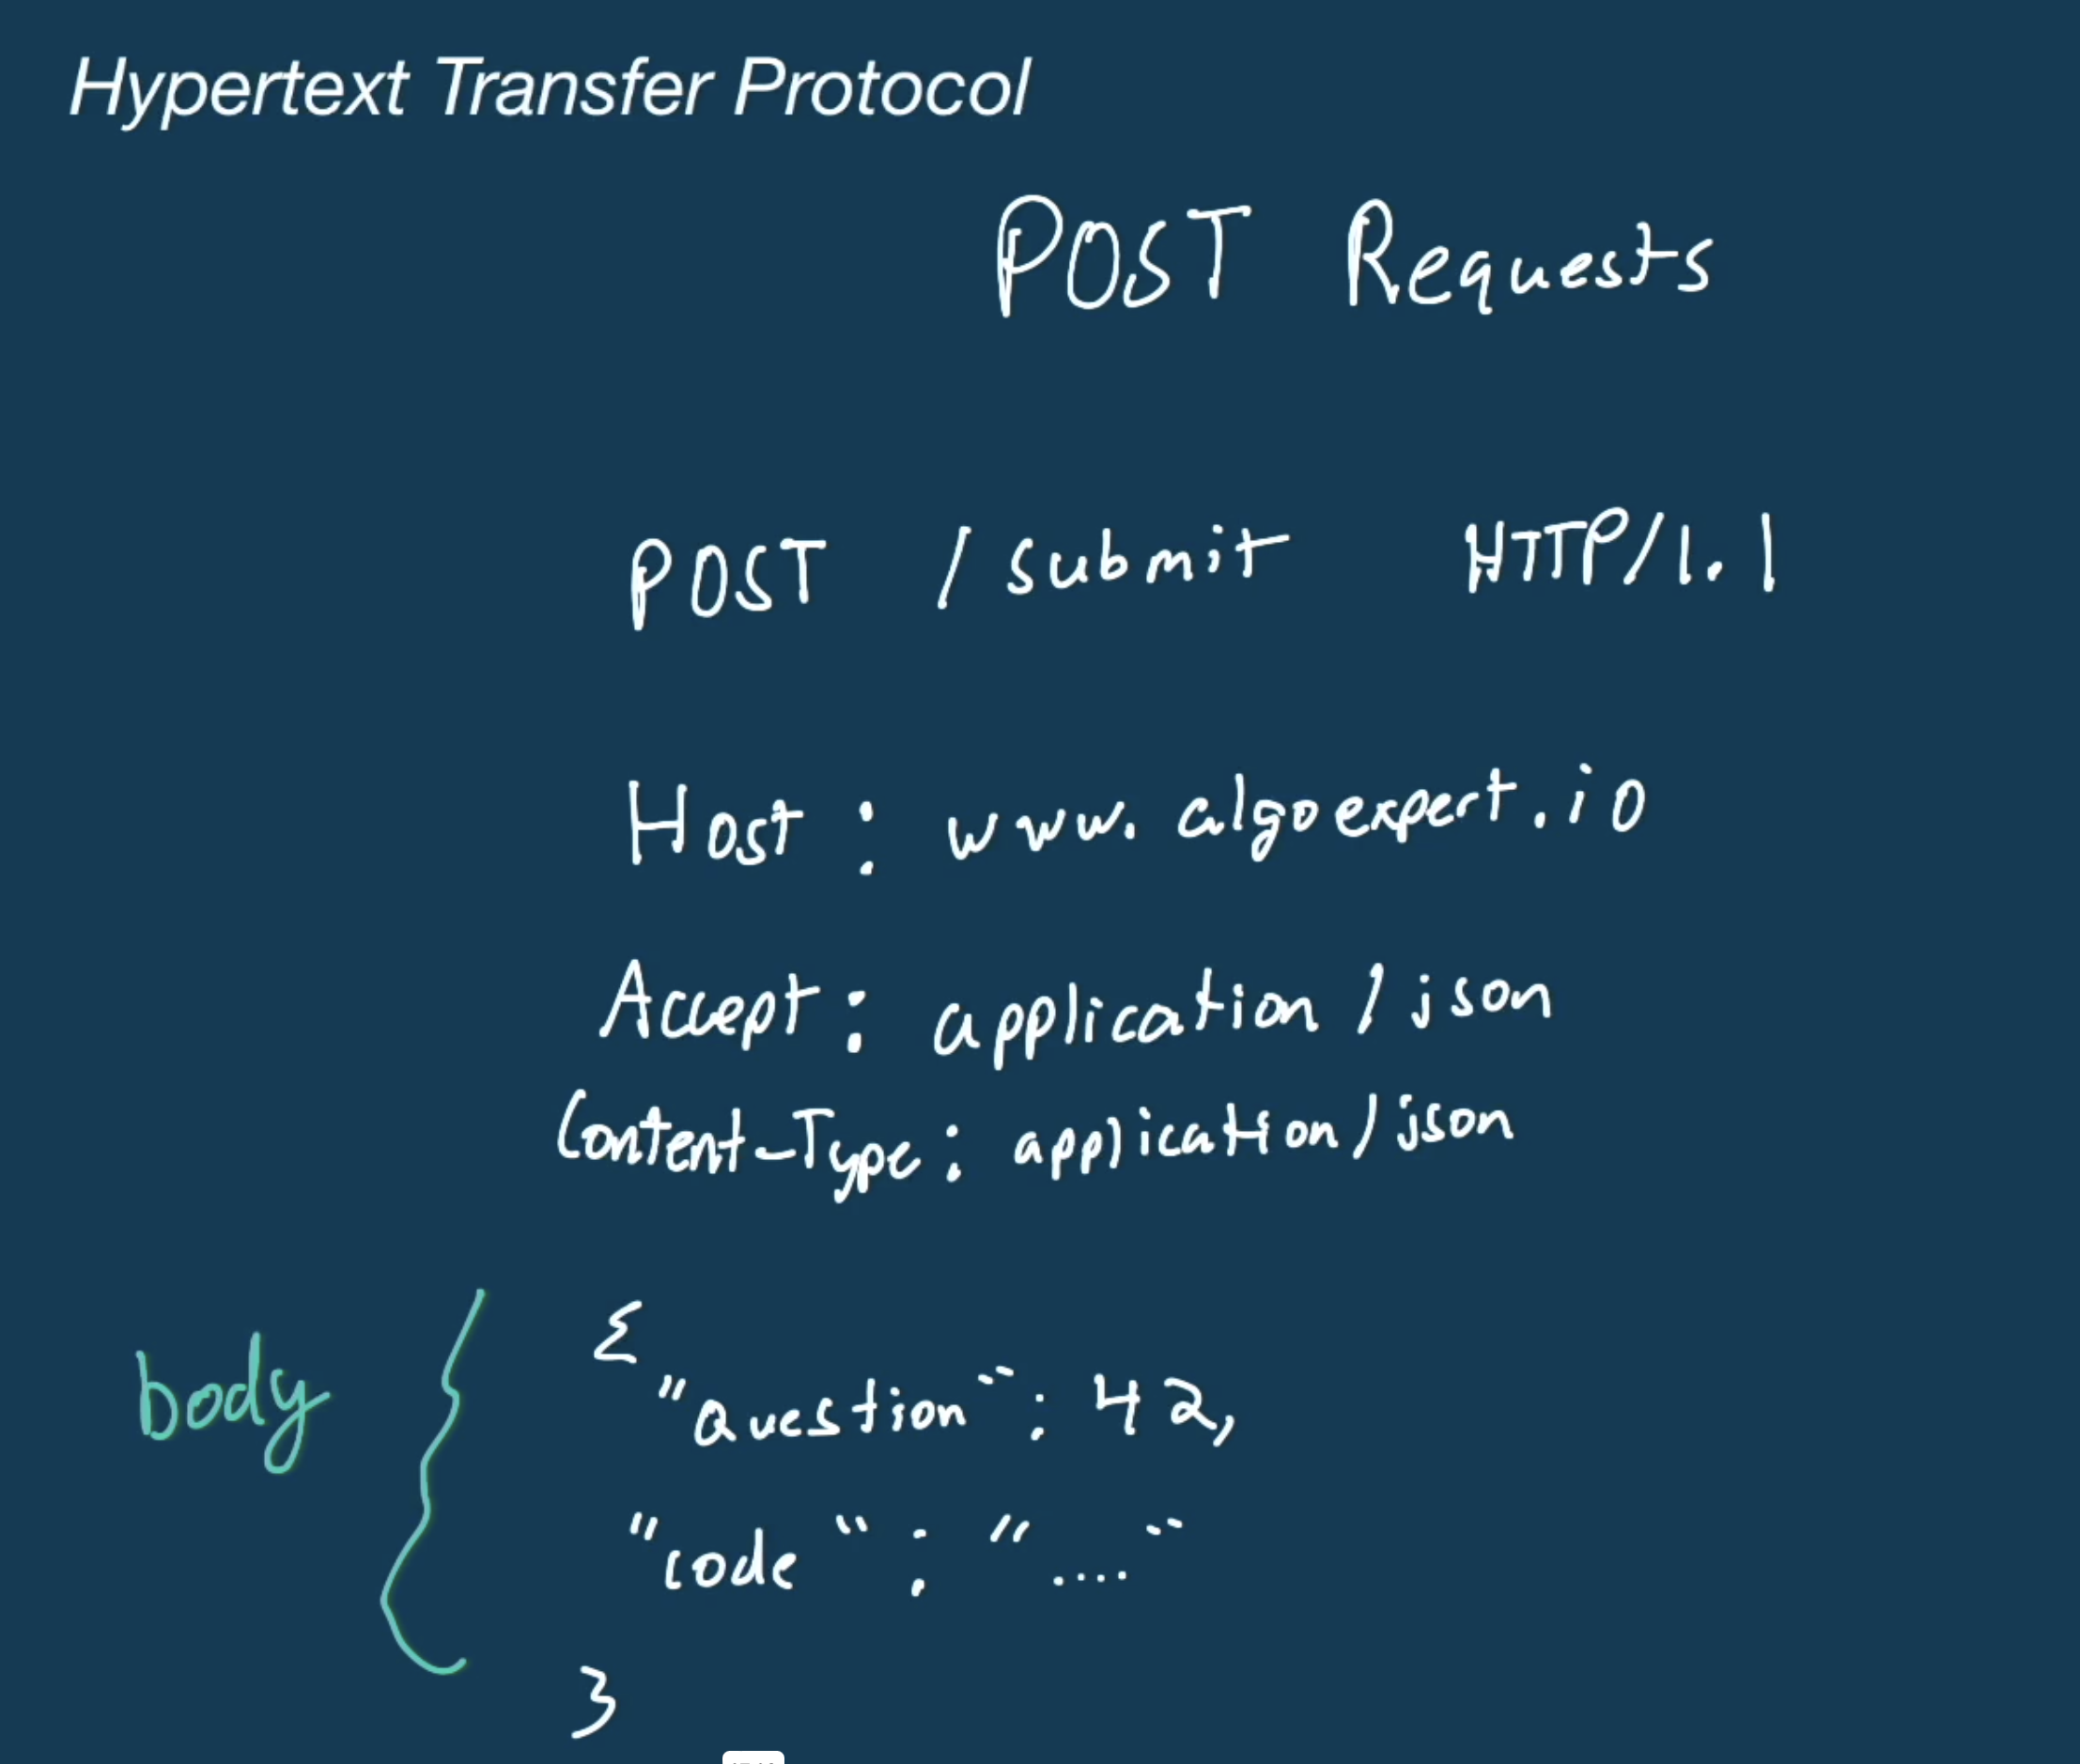 Hypertext Transfer Protocol
POST Requests
POST /submit HTTP/1.1
Host: www.algoexpert.io
Accept: application/json
Content-Type: application/json
body
{
"question": 42,
"code": "...."
}